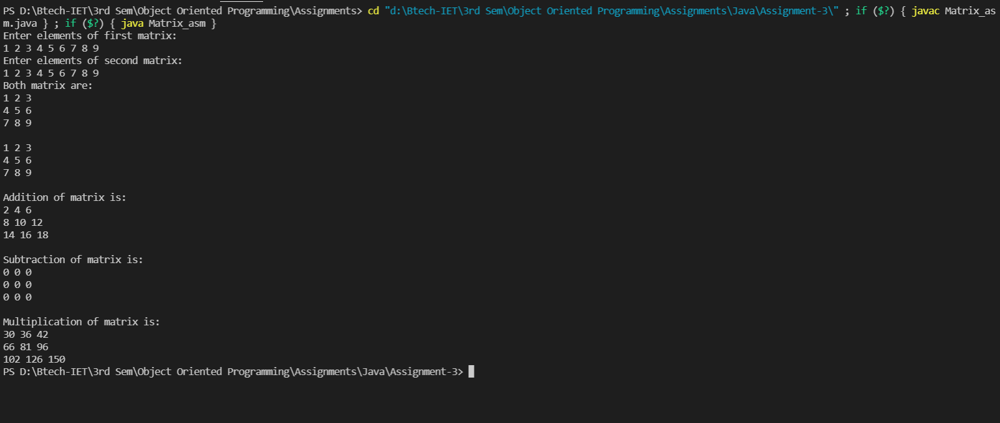 PS D:\Btech-IET\3rd Sem\Object Oriented Programming\Assignments> cd "d:\Btech-IET\3rd Sem\Object Oriented Programming\Assignments\Java\Assignment-3\" ; if ($?) { javac Matrix_as
m.java } ; if ($?) { java Matrix_asm }
Enter elements of first matrix:
1 2 3 4 5 6 7 8 9
Enter elements of second matrix:
1 2 3 4 5 6 7 8 9
Both matrix are:
1 2 3
4 5 6
7 8 9

1 2 3
4 5 6
7 8 9

Addition of matrix is:
2 4 6
8 10 12
14 16 18

Subtraction of matrix is:
0 0 0
0 0 0
0 0 0

Multiplication of matrix is:
30 36 42
66 81 96
102 126 150
PS D:\Btech-IET\3rd Sem\Object Oriented Programming\Assignments\Java\Assignment-3>